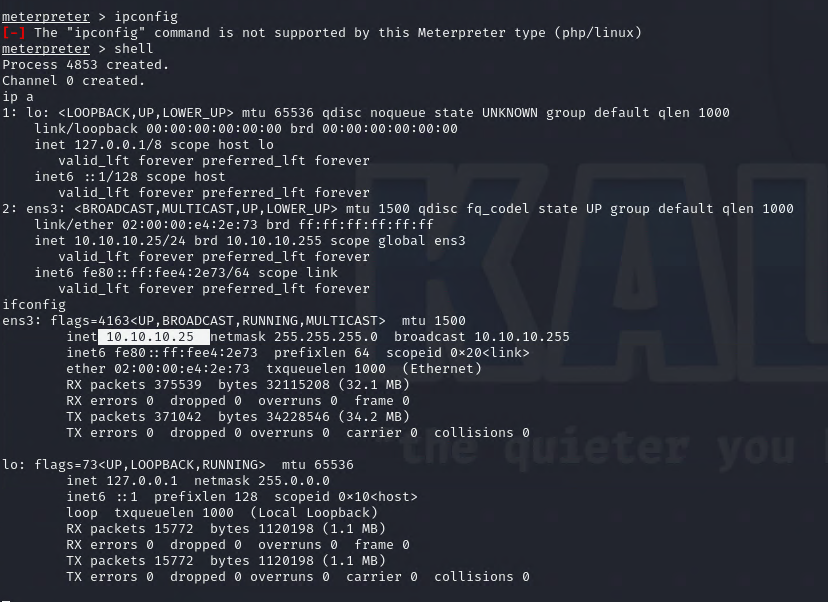 meterpreter > ipconfig
[-] The "ipconfig" command is not supported by this Meterpreter type (php/linux)
meterpreter > shell
Process 4853 created.
Channel 0 created.
ip a
1: lo: <LOOPBACK,UP,LOWER_UP> mtu 65536 qdisc noqueue state UNKNOWN group default qlen 1000
    link/loopback 00:00:00:00:00:00 brd 00:00:00:00:00:00
    inet 127.0.0.1/8 scope host lo
       valid_lft forever preferred_lft forever
    inet6 ::1/128 scope host
       valid_lft forever preferred_lft forever
2: ens3: <BROADCAST,MULTICAST,UP,LOWER_UP> mtu 1500 qdisc fq_codel state UP group default qlen 1000
    link/ether 02:00:00:e4:2e:73 brd ff:ff:ff:ff:ff:ff
    inet 10.10.10.25/24 brd 10.10.10.255 scope global ens3
       valid_lft forever preferred_lft forever
    inet6 fe80::ff:fee4:2e73/64 scope link
       valid_lft forever preferred_lft forever
ifconfig
ens3: flags=4163<UP,BROADCAST,RUNNING,MULTICAST>  mtu 1500
        inet 10.10.10.25  netmask 255.255.255.0  broadcast 10.10.10.255
        inet6 fe80::ff:fee4:2e73  prefixlen 64  scopeid 0×20<link>
        ether 02:00:00:e4:2e:73  txqueuelen 1000  (Ethernet)
        RX packets 375539  bytes 32115208 (32.1 MB)
        RX errors 0  dropped 0  overruns 0  frame 0
        TX packets 371042  bytes 34228546 (34.2 MB)
        TX errors 0  dropped 0 overruns 0  carrier 0  collisions 0

lo: flags=73<UP,LOOPBACK,RUNNING>  mtu 65536
        inet 127.0.0.1  netmask 255.0.0.0
        inet6 ::1  prefixlen 128  scopeid 0×10<host>
        loop  txqueuelen 1000  (Local Loopback)
        RX packets 15772  bytes 1120198 (1.1 MB)
        RX errors 0  dropped 0  overruns 0  frame 0
        TX packets 15772  bytes 1120198 (1.1 MB)
        TX errors 0  dropped 0 overruns 0  carrier 0  collisions 0
KAL
"the quieter you